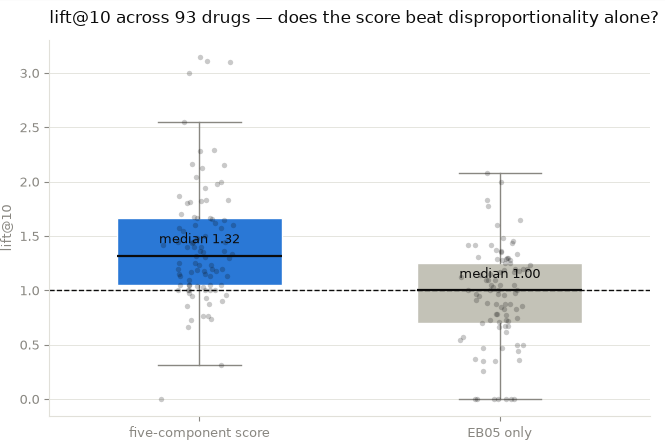 lift@10 across 93 drugs — does the score beat disproportionality alone?
lift@10
3.0
2.5
2.0
1.5
1.0
0.5
0.0
median 1.32
median 1.00
five-component score
EB05 only